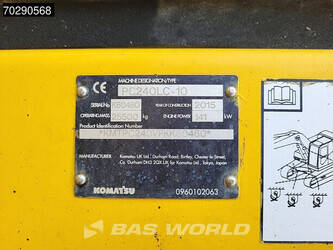 70290568
CE
MACHINE DESIGNATION/TYPE
PC240LC-10
SERIAL No K60480 YEAR OF CONSTRUCTION 2015
OPERATING MASS 25500 kg ENGINE POWER 141 kW
Product Identification Number
Manufacturer:
Komatsu UK Ltd, Durham Road, Birtley, Chester le Street,
Co. Durham DH3 2QX UK for Komatsu Ltd, Tokyo, Japan
KOMATSU 0960102063
BAS WORLD